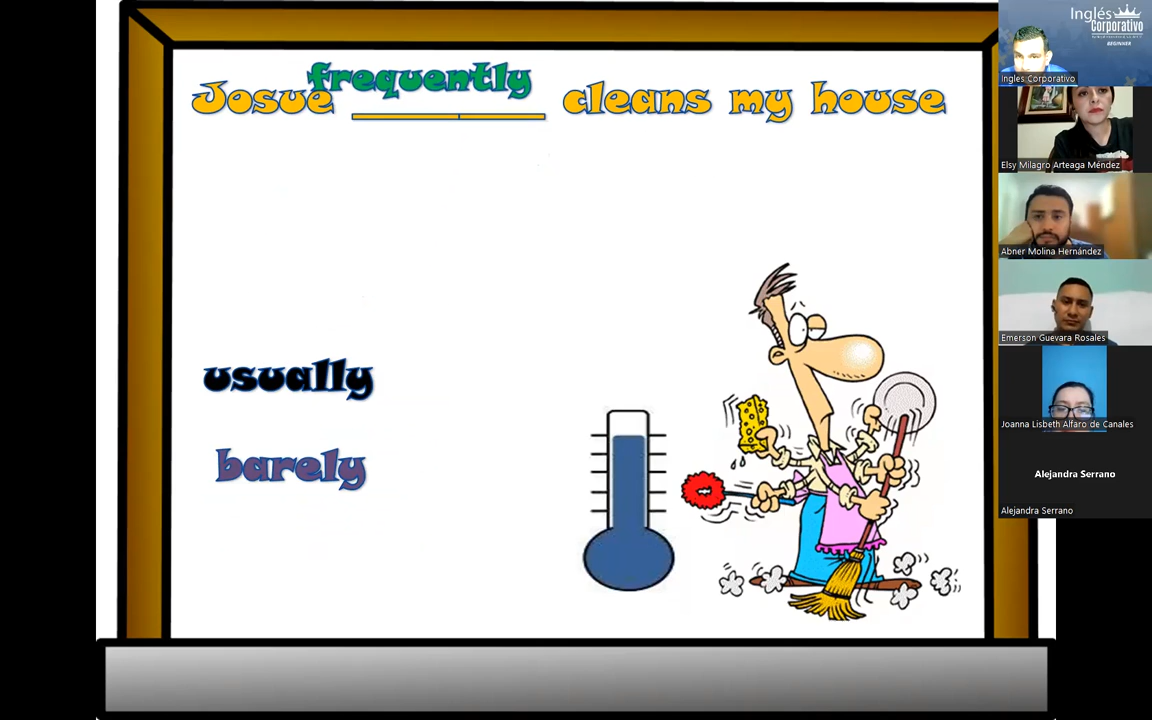 frequently
Josue __________ cleans my house
usually
barely
Inglés
Corporativo
BEGINNER
Ingles Corporativo
Elsy Milagro Arteaga Méndez
Abner Molina Hernández
Emerson Guevara Rosales
Joanna Lisbeth Alfaro de Canales
Alejandra Serrano
Alejandra Serrano